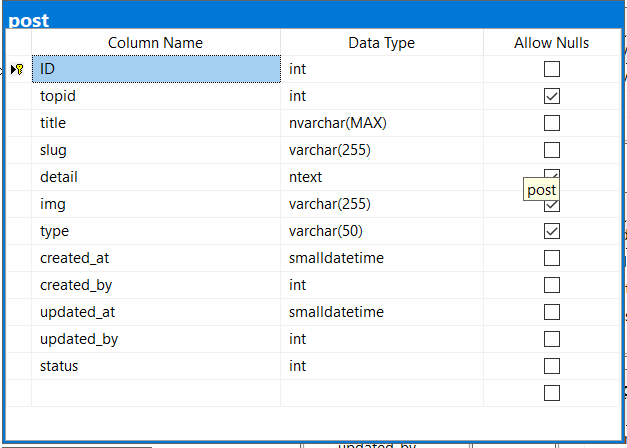 post
Column Name Data Type Allow Nulls
ID int
topid int
title nvarchar(MAX)
slug varchar(255)
detail ntext
post
img varchar(255)
type varchar(50)
created_at smalldatetime
created_by int
updated_at smalldatetime
updated_by int
status int